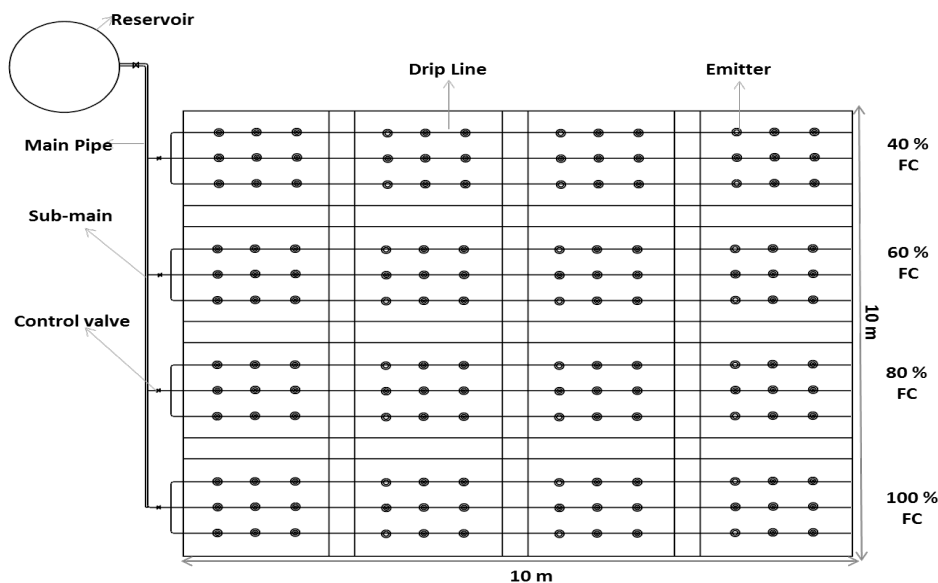 Reservoir
Drip Line
Emitter
Main Pipe
40 %
FC
Sub-main
60 %
FC
Control valve
10 m
80 %
FC
100 %
FC
10 m